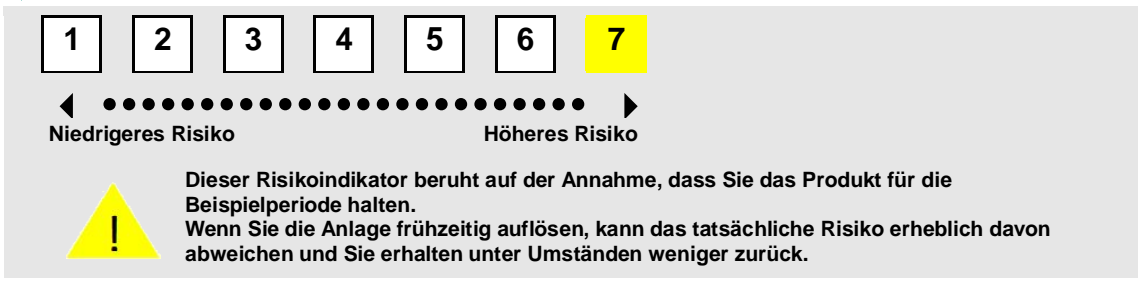 1 2 3 4 5 6 7
Niedrigeres Risiko Höheres Risiko
Dieser Risikoindikator beruht auf der Annahme, dass Sie das Produkt für die
Beispielperiode halten.
! Wenn Sie die Anlage frühzeitig auflösen, kann das tatsächliche Risiko erheblich davon
abweichen und Sie erhalten unter Umständen weniger zurück.